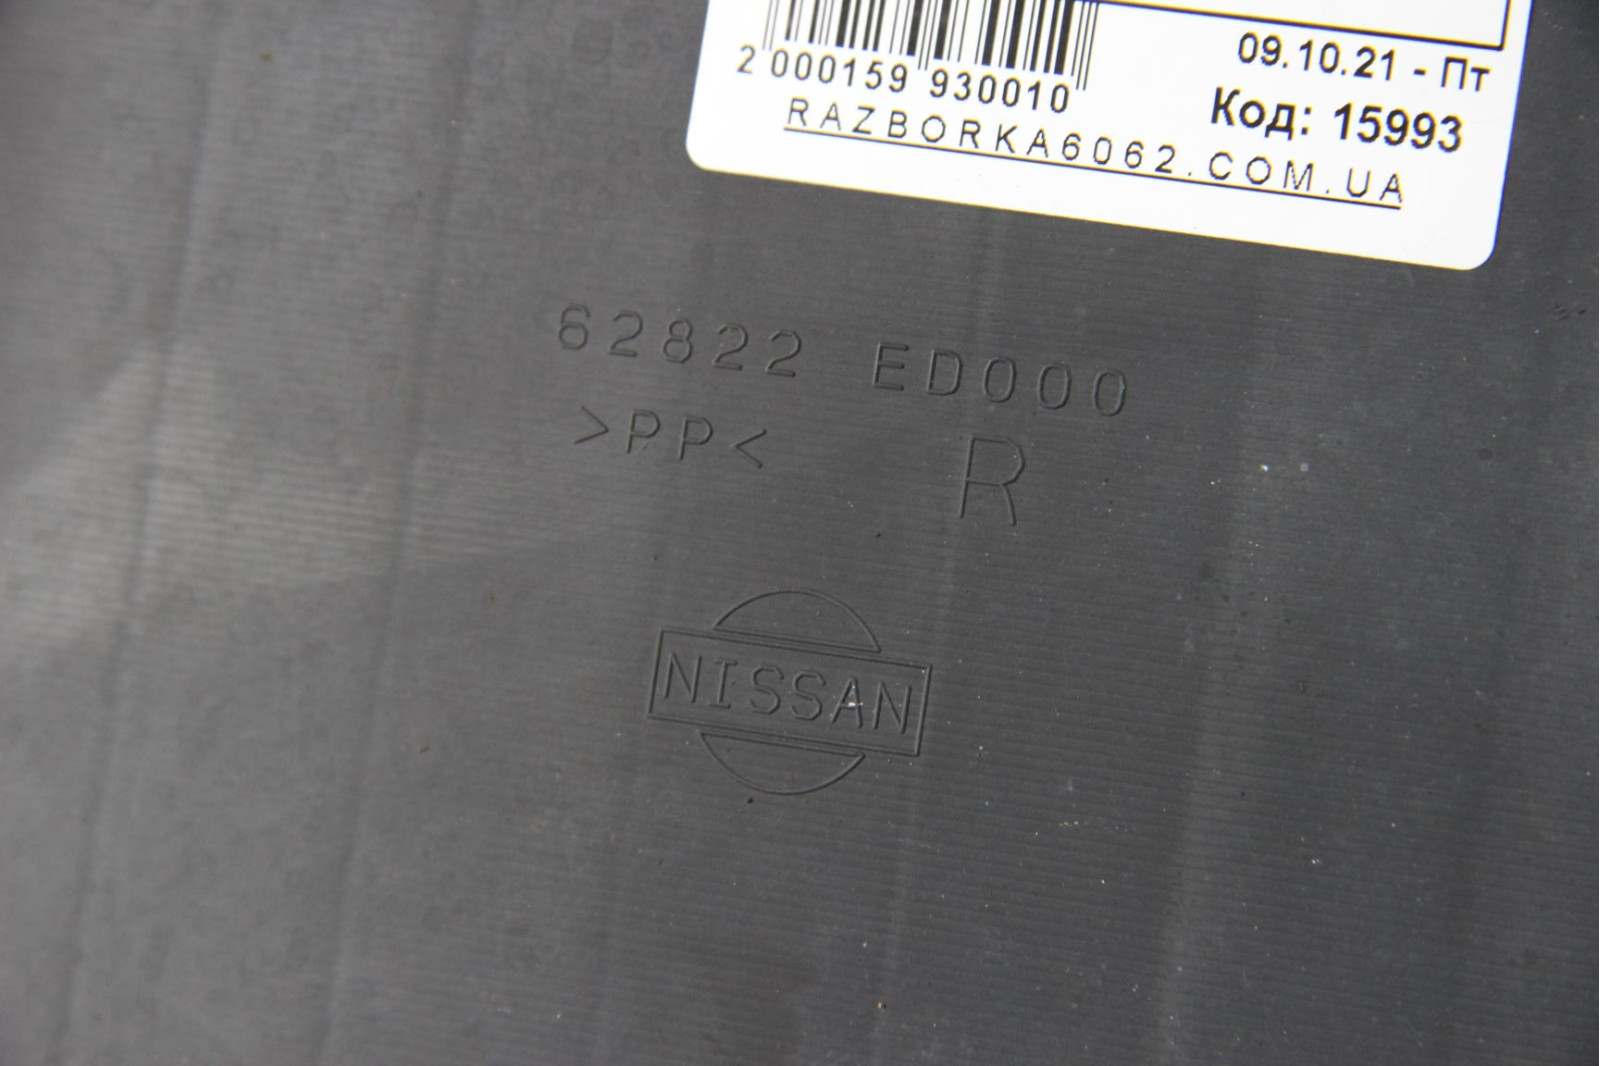 2 000159 930010
09.10.21 - Пт
Код: 15993
RAZBORKA6062.COM.UA
62822 ED000
>PP<
R
NISSAN